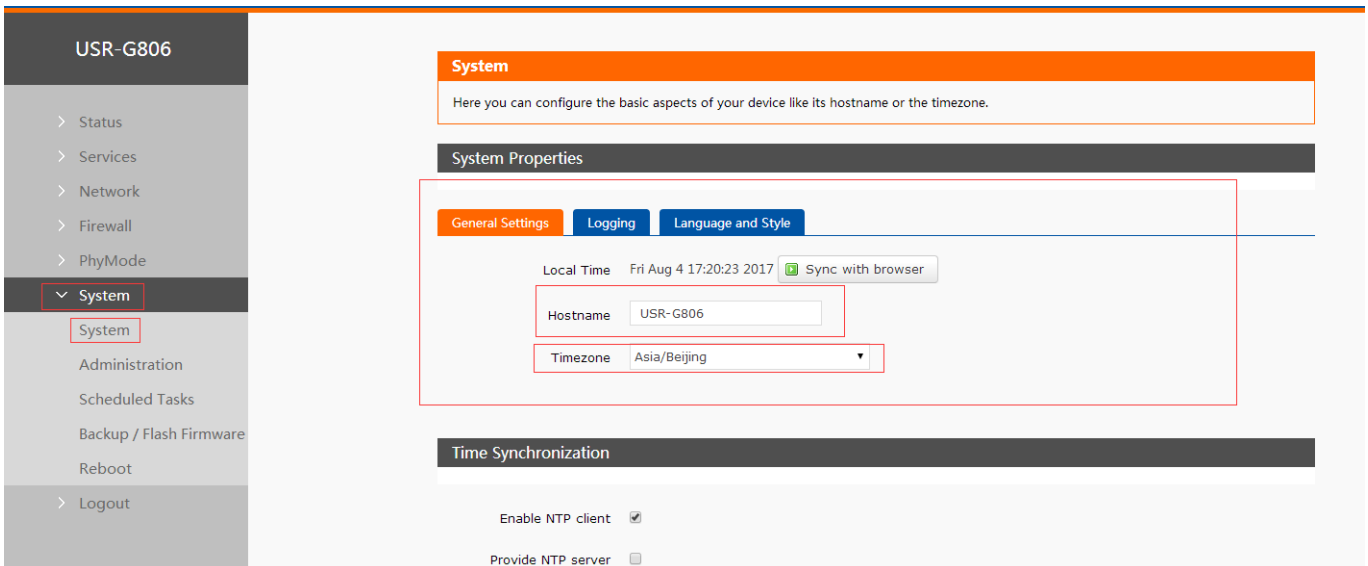 USR-G806
Status
Services
Network
Firewall
PhyMode
System
System
Administration
Scheduled Tasks
Backup / Flash Firmware
Reboot
Logout
System
Here you can configure the basic aspects of your device like its hostname or the timezone.
System Properties
General Settings Logging Language and Style
Local Time Fri Aug 4 17:20:23 2017 Sync with browser
Hostname USR-G806
Timezone Asia/Beijing
Time Synchronization
Enable NTP client
Provide NTP server